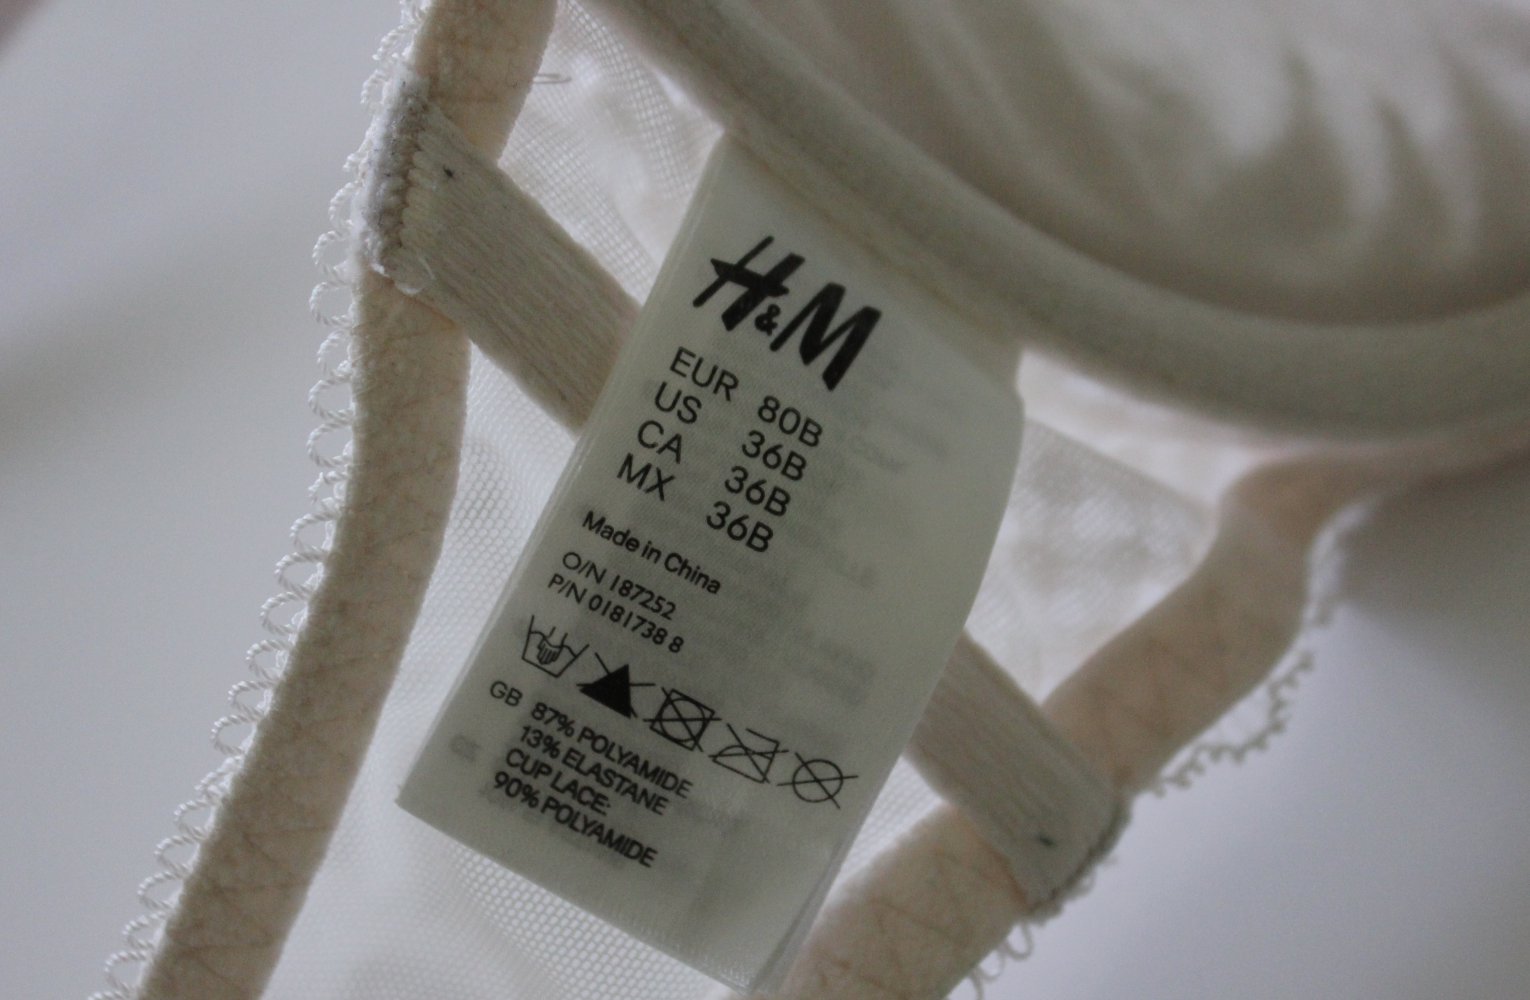 H&M
EUR 80B
US 36B
CA 36B
MX 36B
Made in China
O/N 187252
P/N 0181738 8
GB 87% POLYAMIDE
13% ELASTANE
CUP LACE:
90% POLYAMIDE